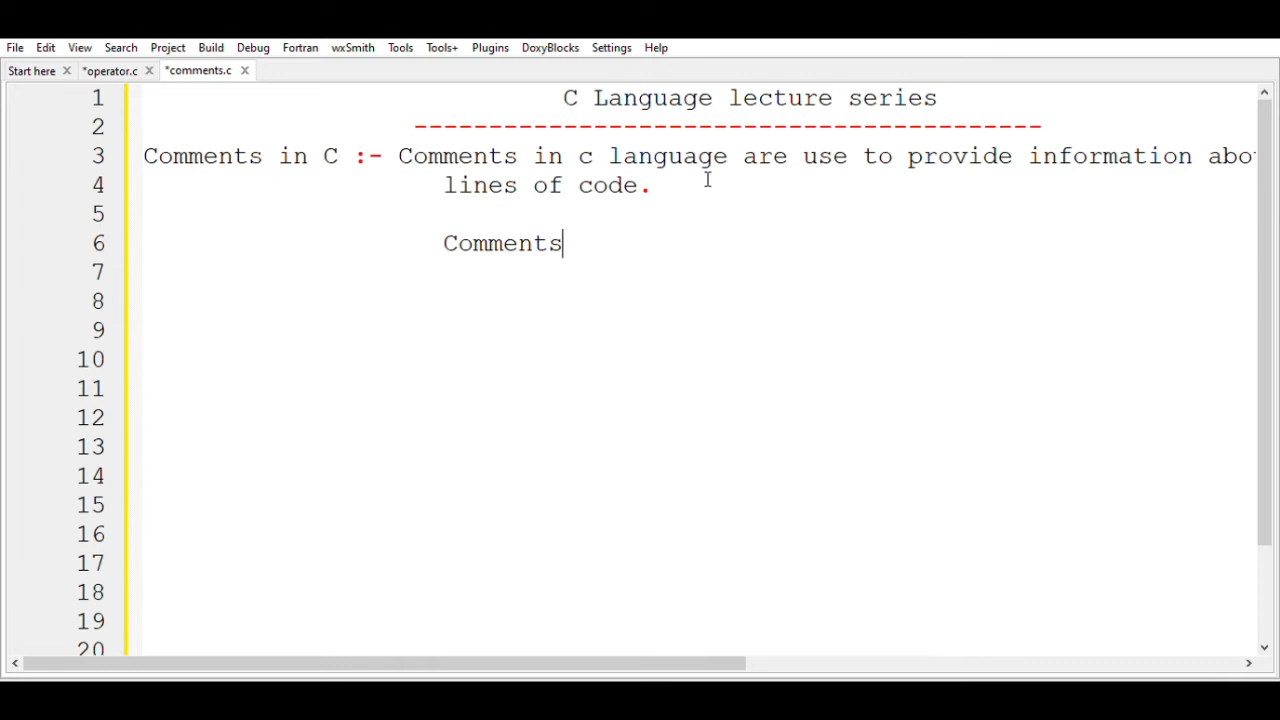 File Edit View Search Project Build Debug Fortran wxSmith Tools Tools+ Plugins DoxyBlocks Settings Help
Start here *operator.c *comments.c
1 C Language lecture series
2 ------------------------------------------
3 Comments in C :- Comments in c language are use to provide information
4 lines of code.
5
6 Comments
7
8
9
10
11
12
13
14
15
16
17
18
19
20